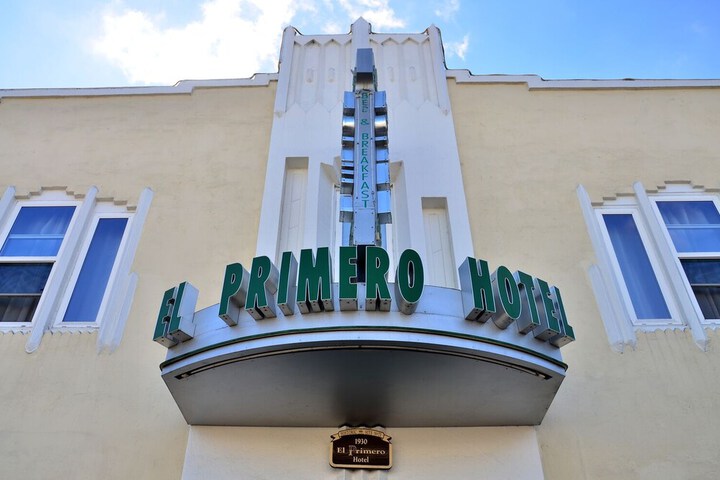 BED & BREAKFAST
EL PRIMERO HOTEL
1930
El Primero
Hotel